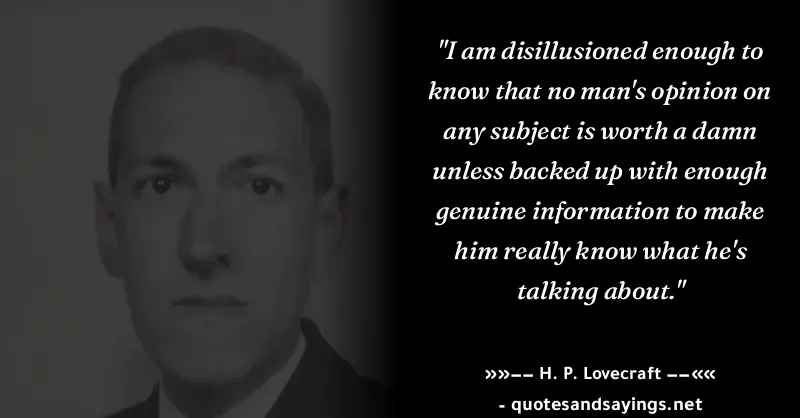 "I am disillusioned enough to
know that no man's opinion on
any subject is worth a damn
unless backed up with enough
genuine information to make
him really know what he's
talking about."
»»−− H. P. Lovecraft −−««
- quotesandsayings.net